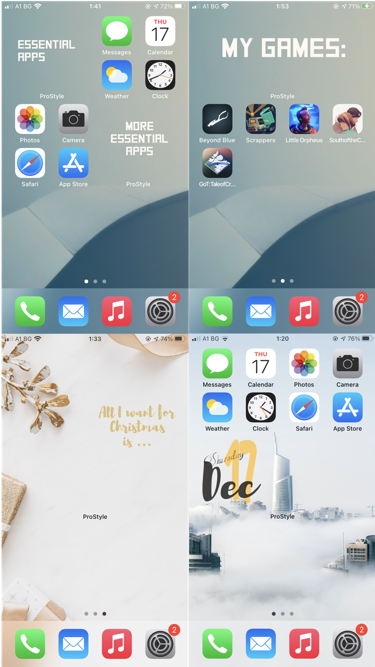 A1 BG 1:41 72%
ESSENTIAL
APPS
THU
17
Messages Calendar
Weather Clock
ProStyle
Photos Camera
MORE
ESSENTIAL
APPS
Safari App Store ProStyle
2
A1 BG 1:53 71%
MY GAMES:
ProStyle
Beyond Blue Scrappers Little Orpheus SouthoftheC...
GoT:TaleofCr...
2
A1 BG 1:33 74%
All I want for
Christmas
is ...
ProStyle
2
A1 BG 1:20 76%
THU
17
Messages Calendar Photos Camera
Weather Clock Safari App Store
17
Dec
ProStyle
2